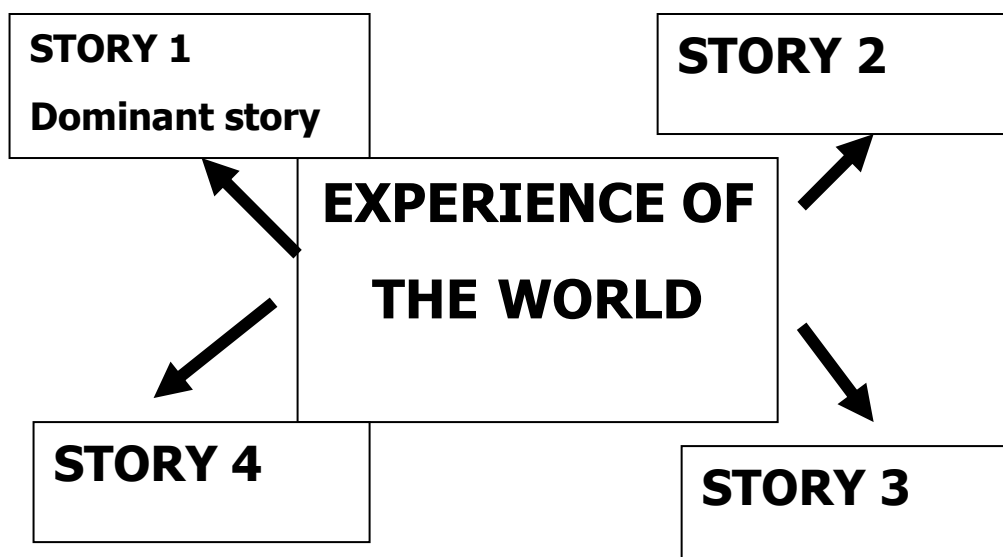 STORY 1
Dominant story
STORY 2
EXPERIENCE OF
THE WORLD
STORY 4
STORY 3